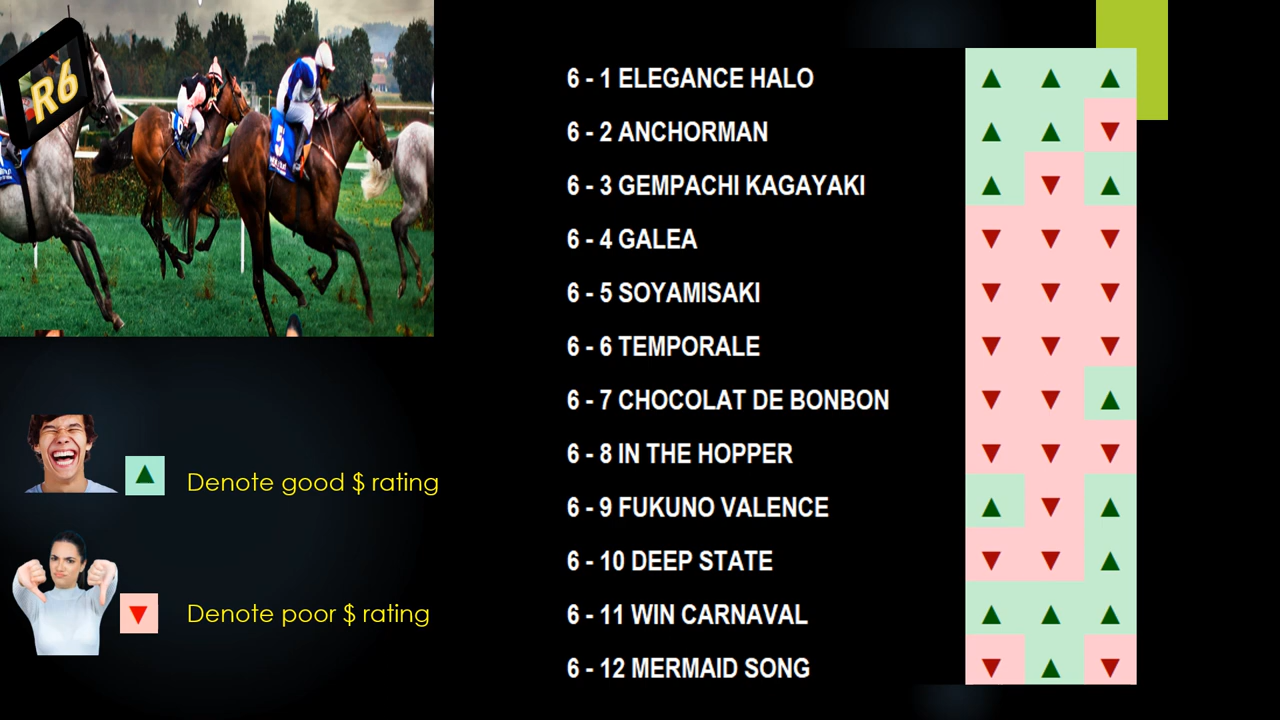 R6
5
6 - 1 ELEGANCE HALO ▲ ▲ ▲
6 - 2 ANCHORMAN ▲ ▲ ▼
6 - 3 GEMPACHI KAGAYAKI ▲ ▼ ▲
6 - 4 GALEA ▼ ▼ ▼
6 - 5 SOYAMISAKI ▼ ▼ ▼
6 - 6 TEMPORALE ▼ ▼ ▼
6 - 7 CHOCOLAT DE BONBON ▼ ▼ ▲
6 - 8 IN THE HOPPER ▼ ▼ ▼
6 - 9 FUKUNO VALENCE ▲ ▼ ▲
6 - 10 DEEP STATE ▼ ▼ ▲
6 - 11 WIN CARNAVAL ▲ ▲ ▲
6 - 12 MERMAID SONG ▼ ▲ ▼
▲ Denote good $ rating
▼ Denote poor $ rating